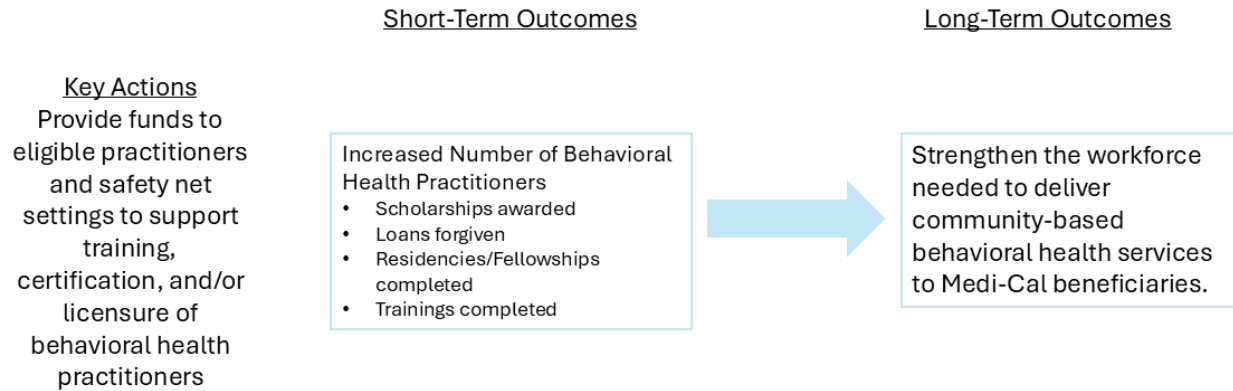 Short-Term Outcomes
Long-Term Outcomes
Key Actions
Provide funds to
eligible practitioners
and safety net
settings to support
training,
certification, and/or
licensure of
behavioral health
practitioners
Increased Number of Behavioral
Health Practitioners
• Scholarships awarded
• Loans forgiven
• Residencies/Fellowships
completed
• Trainings completed
Strengthen the workforce
needed to deliver
community-based
behavioral health services
to Medi-Cal beneficiaries.